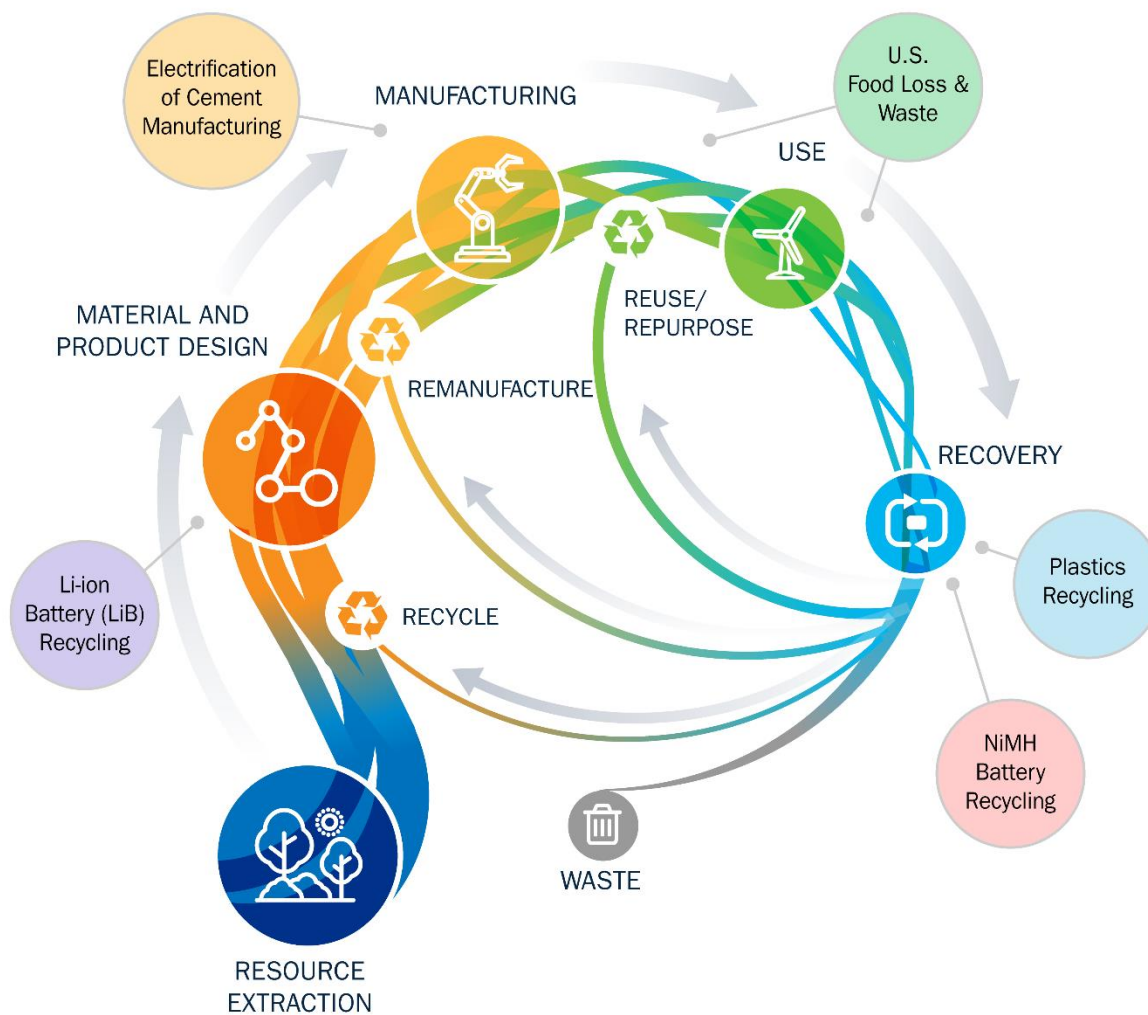 Electrification
of Cement
Manufacturing
MANUFACTURING
U.S.
Food Loss &
Waste
USE
MATERIAL AND
PRODUCT DESIGN
REUSE/
REPURPOSE
REMANUFACTURE
RECOVERY
Li-ion
Battery (LiB)
Recycling
RECYCLE
Plastics
Recycling
NiMH
Battery
Recycling
WASTE
RESOURCE
EXTRACTION